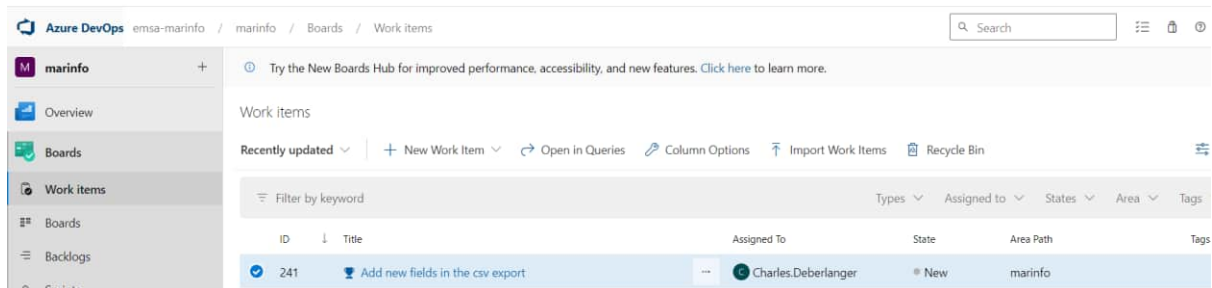 Azure DevOps emsa-marinfo / marinfo / Boards / Work items Search
M marinfo +
Try the New Boards Hub for improved performance, accessibility, and new features. Click here to learn more.
Overview
Work items
Boards
Recently updated + New Work Item Open in Queries Column Options Import Work Items Recycle Bin
Work items
Filter by keyword Types Assigned to States Area Tags
Boards
ID ↓ Title Assigned To State Area Path Tags
Backlogs
241 Add new fields in the csv export ... C Charles.Deberlanger New marinfo